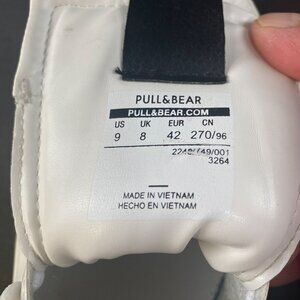 PULL&BEAR
PULL&BEAR.COM
US UK EUR CN
9 8 42 270/96
3264
MADE IN VIETNAM
HECHO EN VIETNAM